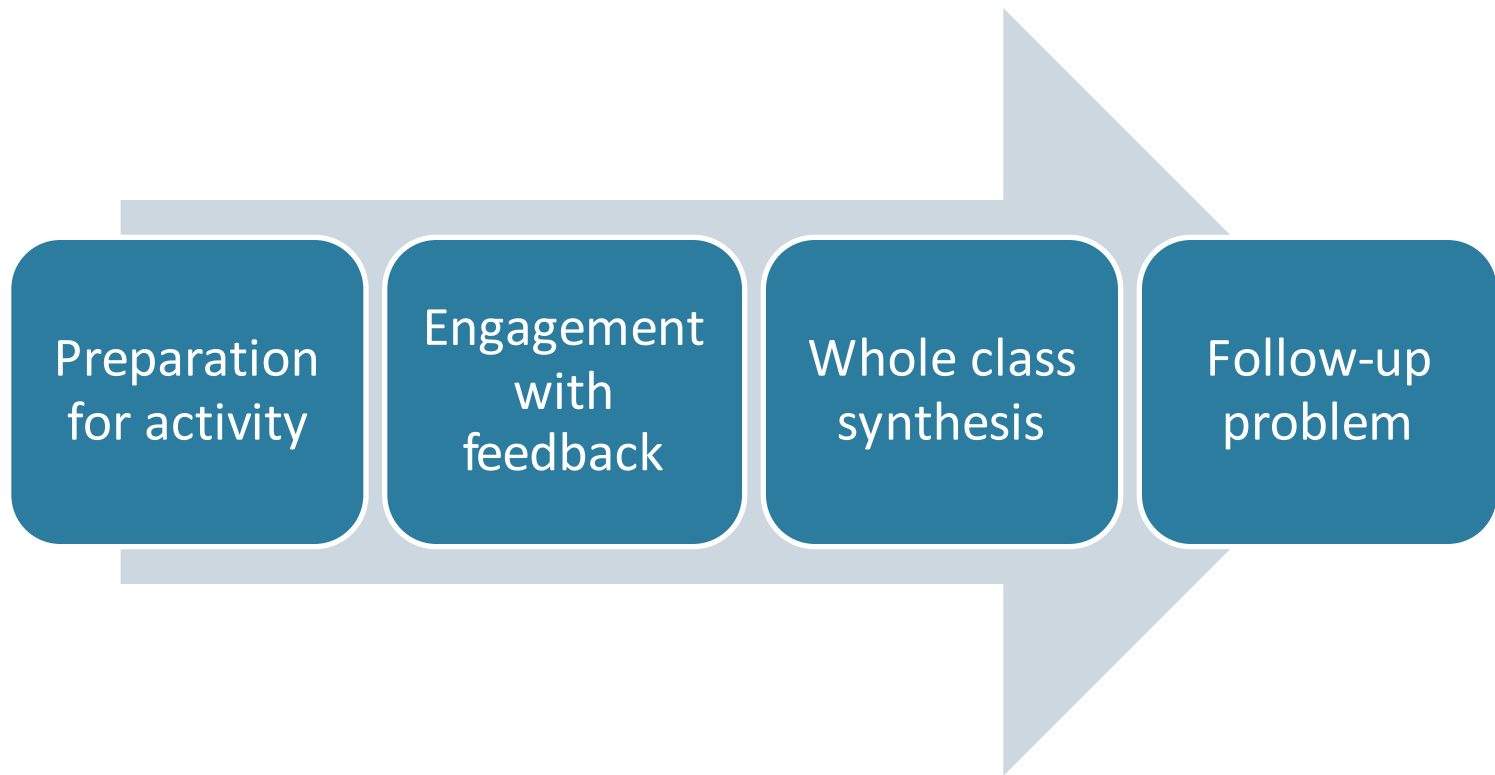 Preparation
for activity
Engagement
with
feedback
Whole class
synthesis
Follow-up
problem